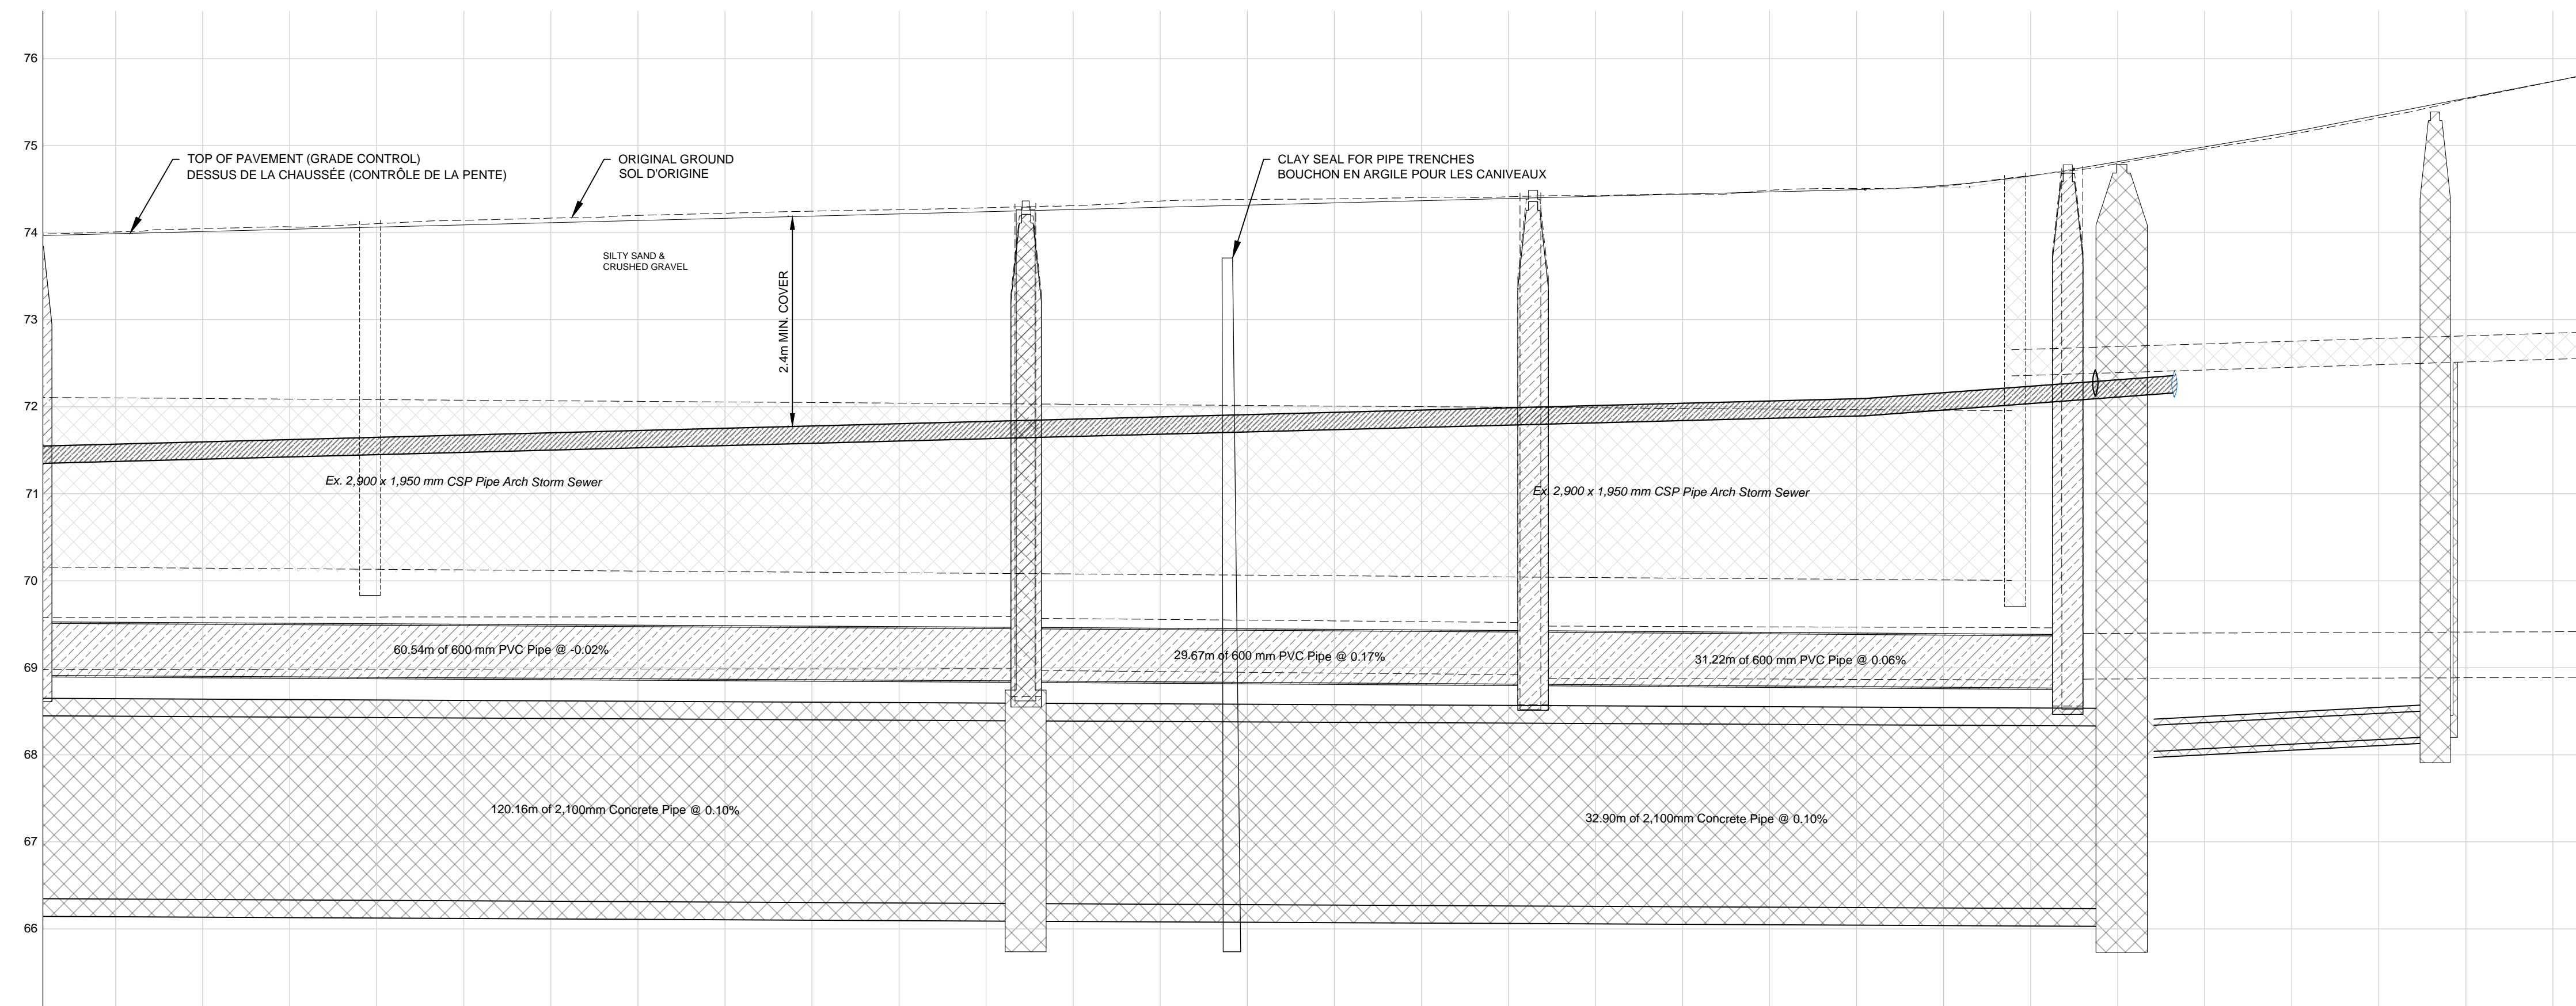 76
75
TOP OF PAVEMENT (GRADE CONTROL)
DESSUS DE LA CHAUSSÉE (CONTRÔLE DE LA PENTE)
ORIGINAL GROUND
SOL D'ORIGINE
CLAY SEAL FOR PIPE TRENCHES
BOUCHON EN ARGILE POUR LES CANIVEAUX
74
SILTY SAND &
CRUSHED GRAVEL
2.4m MIN. COVER
73
72
Ex. 2,900 x 1,950 mm CSP Pipe Arch Storm Sewer
Ex. 2,900 x 1,950 mm CSP Pipe Arch Storm Sewer
71
70
60.54m of 600 mm PVC Pipe @ -0.02%
29.67m of 600 mm PVC Pipe @ 0.17%
31.22m of 600 mm PVC Pipe @ 0.06%
69
68
120.16m of 2,100mm Concrete Pipe @ 0.10%
32.90m of 2,100mm Concrete Pipe @ 0.10%
67
66